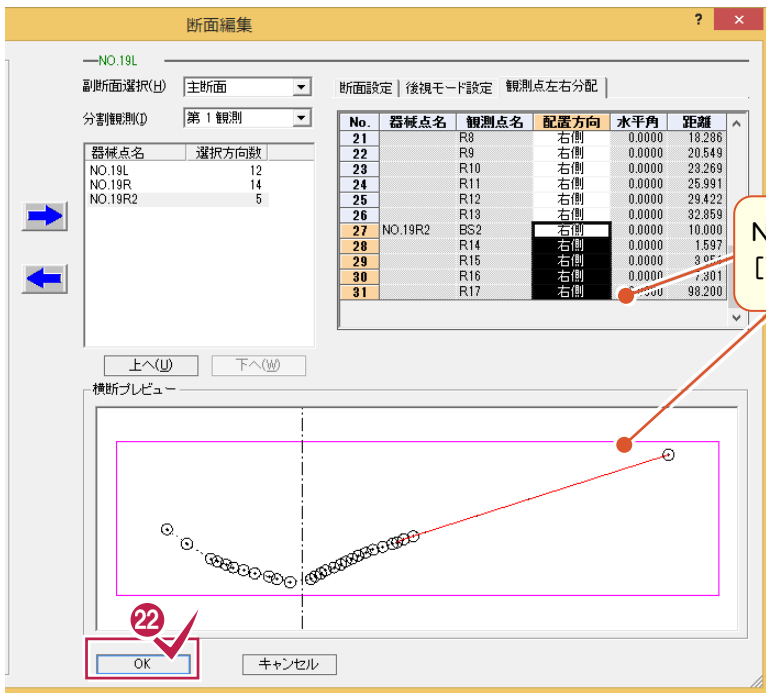 断面編集
? ×
NO.19L
副断面選択(H) 主断面
断面設定 後視モード設定 観測点左右分配
分割観測(I) 第 1 観測
器械点名 選択方向数
NO.19L 12
NO.19R 14
NO.19R2 5
No. 器械点名 観測点名 配置方向 水平角 距離
21 R8 右側 0.0000 18.286
22 R9 右側 0.0000 20.549
23 R10 右側 0.0000 23.269
24 R11 右側 0.0000 25.991
25 R12 右側 0.0000 29.422
26 R13 右側 0.0000 32.859
27 NO.19R2 BS2 右側 0.0000 10.000
28 R14 右側 0.0000 1.597
29 R15 右側 0.0000
30 R16 右側 0.0000 7.301
31 R17 右側 98.200
N
[
上へ(U) 下へ(W)
横断プレビュー
22
OK キャンセル